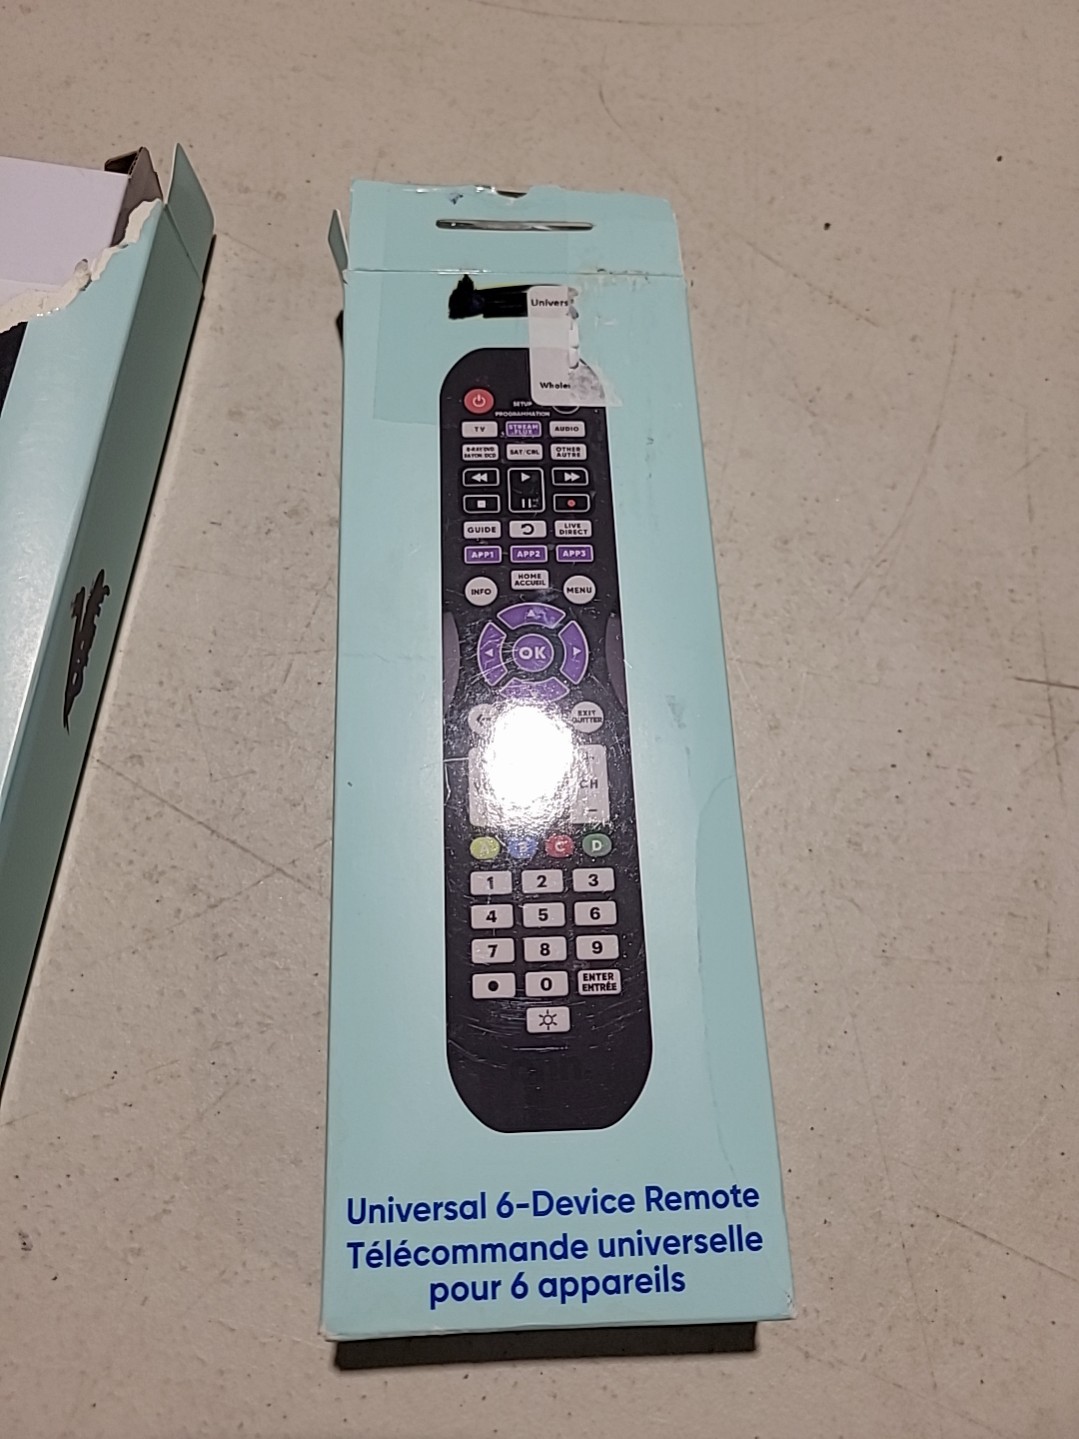 Univers
Whole
SETUP
PROGRAMMATION
TV STREAM FLUX AUDIO
SAT/CBL OTHER
AUTRE
GUIDE LIVE
DIRECT
APP1 APP2 APP3
HOME
ACCUEIL
INFO MENU
OK
EXIT
QUITTER
CH
D
1 2 3
4 5 6
7 8 9
0 ENTER
ENTRÉE
Universal 6-Device Remote
Télécommande universelle
pour 6 appareils